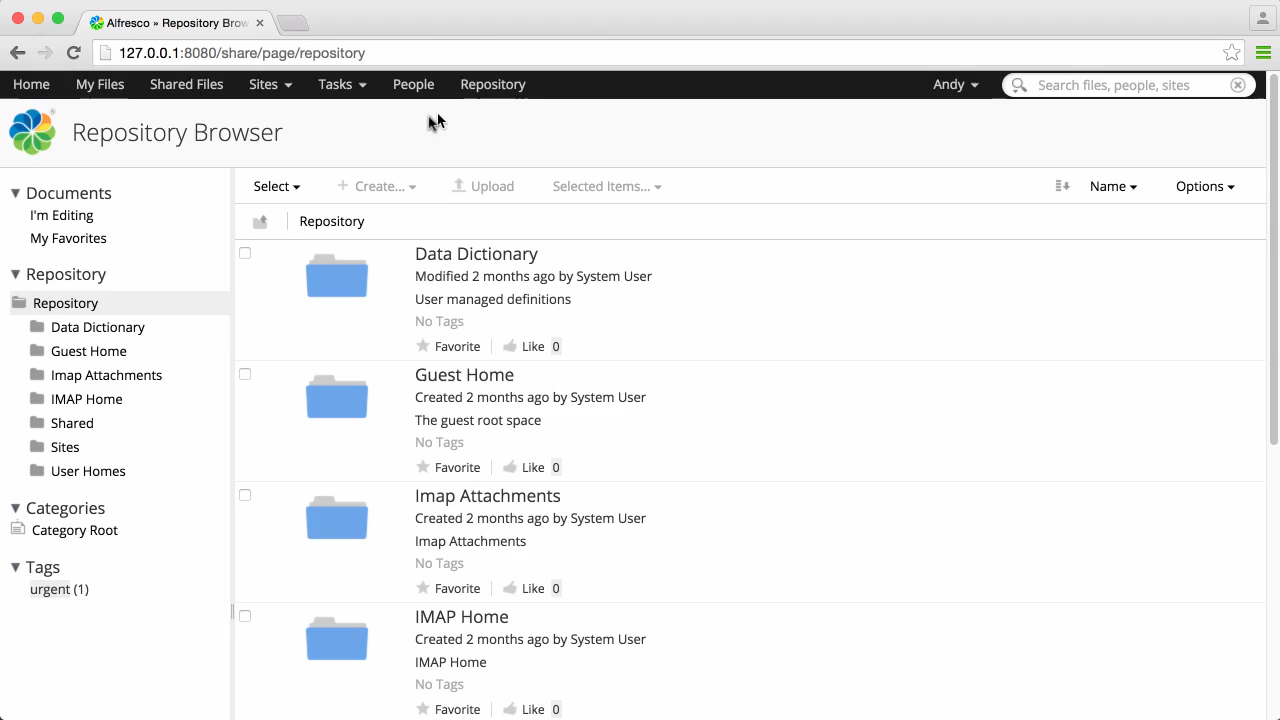 Alfresco » Repository Brow
127.0.0.1:8080/share/page/repository
Home My Files Shared Files Sites Tasks People Repository Andy Search files, people, sites
Repository Browser
Documents
I'm Editing
My Favorites
Repository
Repository
Data Dictionary
Guest Home
Imap Attachments
IMAP Home
Shared
Sites
User Homes
Categories
Category Root
Tags
urgent (1)
Select Create... Upload Selected Items... Name Options
Repository
Data Dictionary
Modified 2 months ago by System User
User managed definitions
No Tags
Favorite Like 0
Guest Home
Created 2 months ago by System User
The guest root space
No Tags
Favorite Like 0
Imap Attachments
Created 2 months ago by System User
Imap Attachments
No Tags
Favorite Like 0
IMAP Home
Created 2 months ago by System User
IMAP Home
No Tags
Favorite Like 0